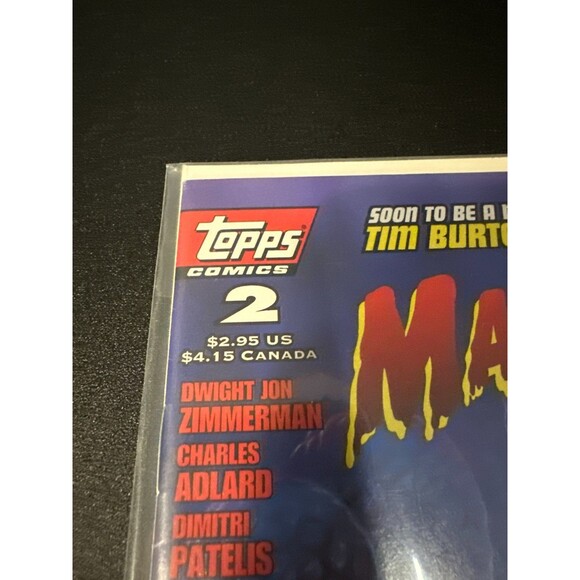 Topps®
COMICS
2
$2.95 US
$4.15 CANADA
DWIGHT JON
ZIMMERMAN
CHARLES
ADLARD
DIMITRI
PATELIS
SOON TO BE A
TIM BURTO
MA